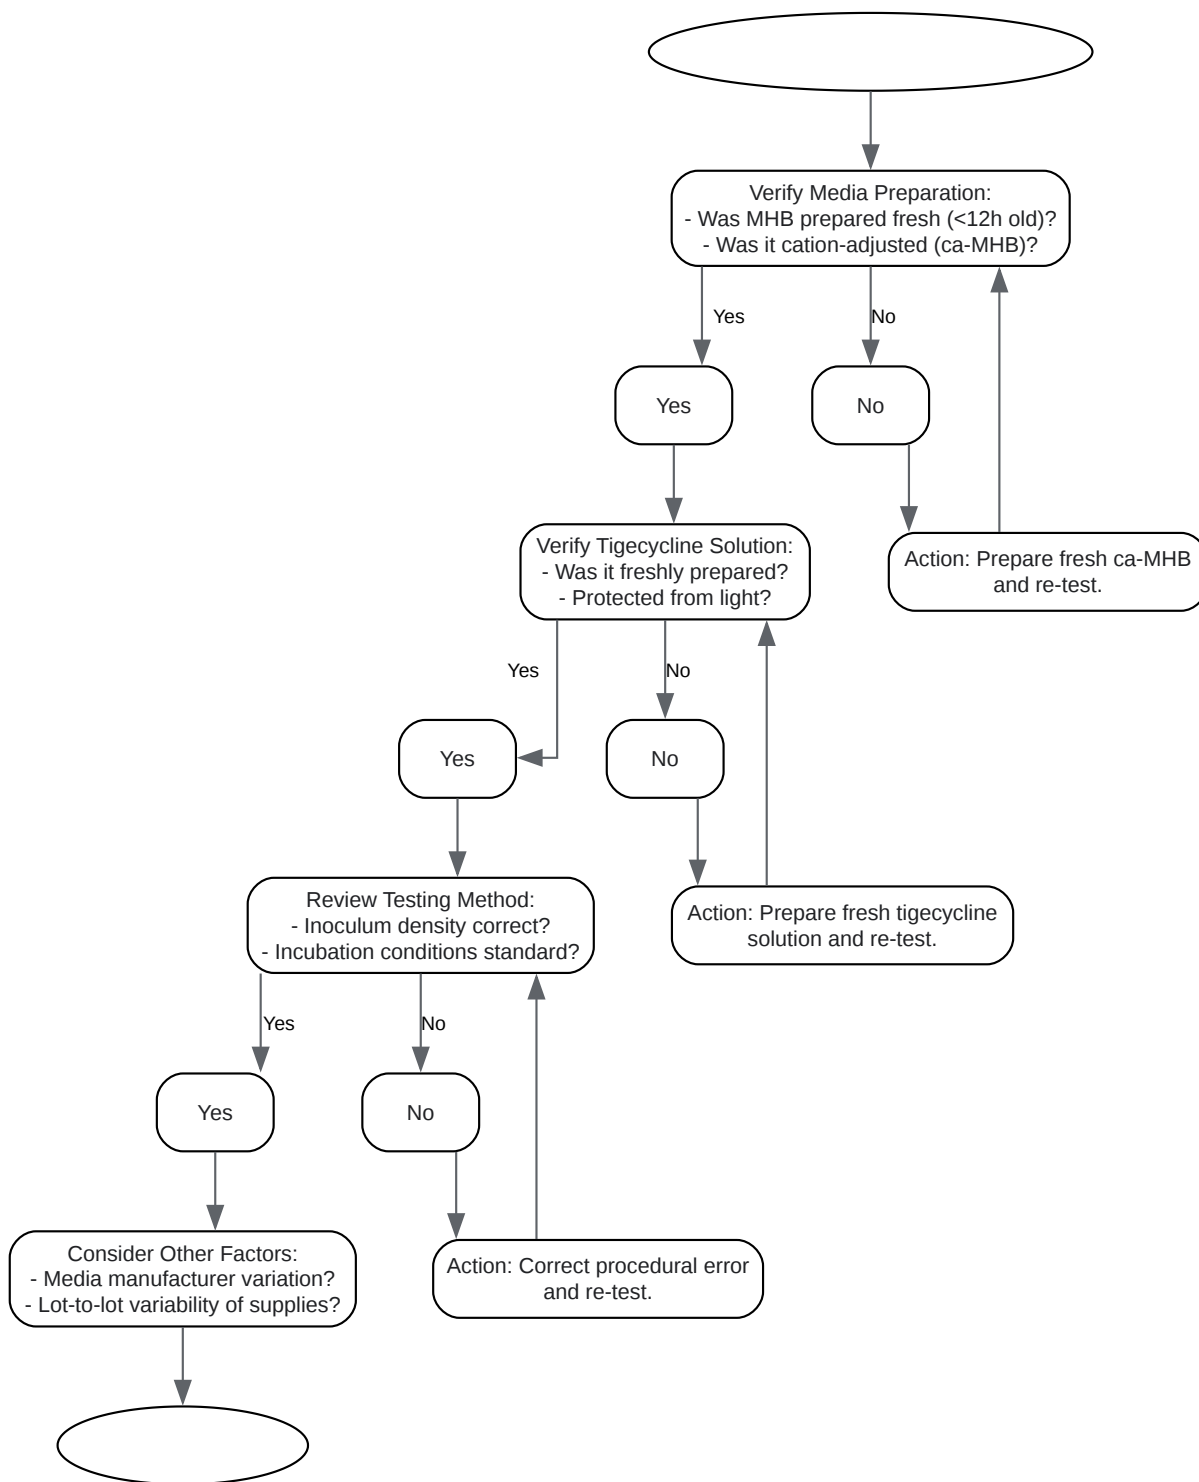 Verify Media Preparation:
- Was MHB prepared fresh (<12h old)?
- Was it cation-adjusted (ca-MHB)?
Yes
No
Yes
No
Verify Tigecycline Solution:
- Was it freshly prepared?
- Protected from light?
Action: Prepare fresh ca-MHB
and re-test.
Yes
No
Yes
No
Review Testing Method:
- Inoculum density correct?
- Incubation conditions standard?
Action: Prepare fresh tigecycline
solution and re-test.
Yes
No
Yes
No
Consider Other Factors:
- Media manufacturer variation?
- Lot-to-lot variability of supplies?
Action: Correct procedural error
and re-test.